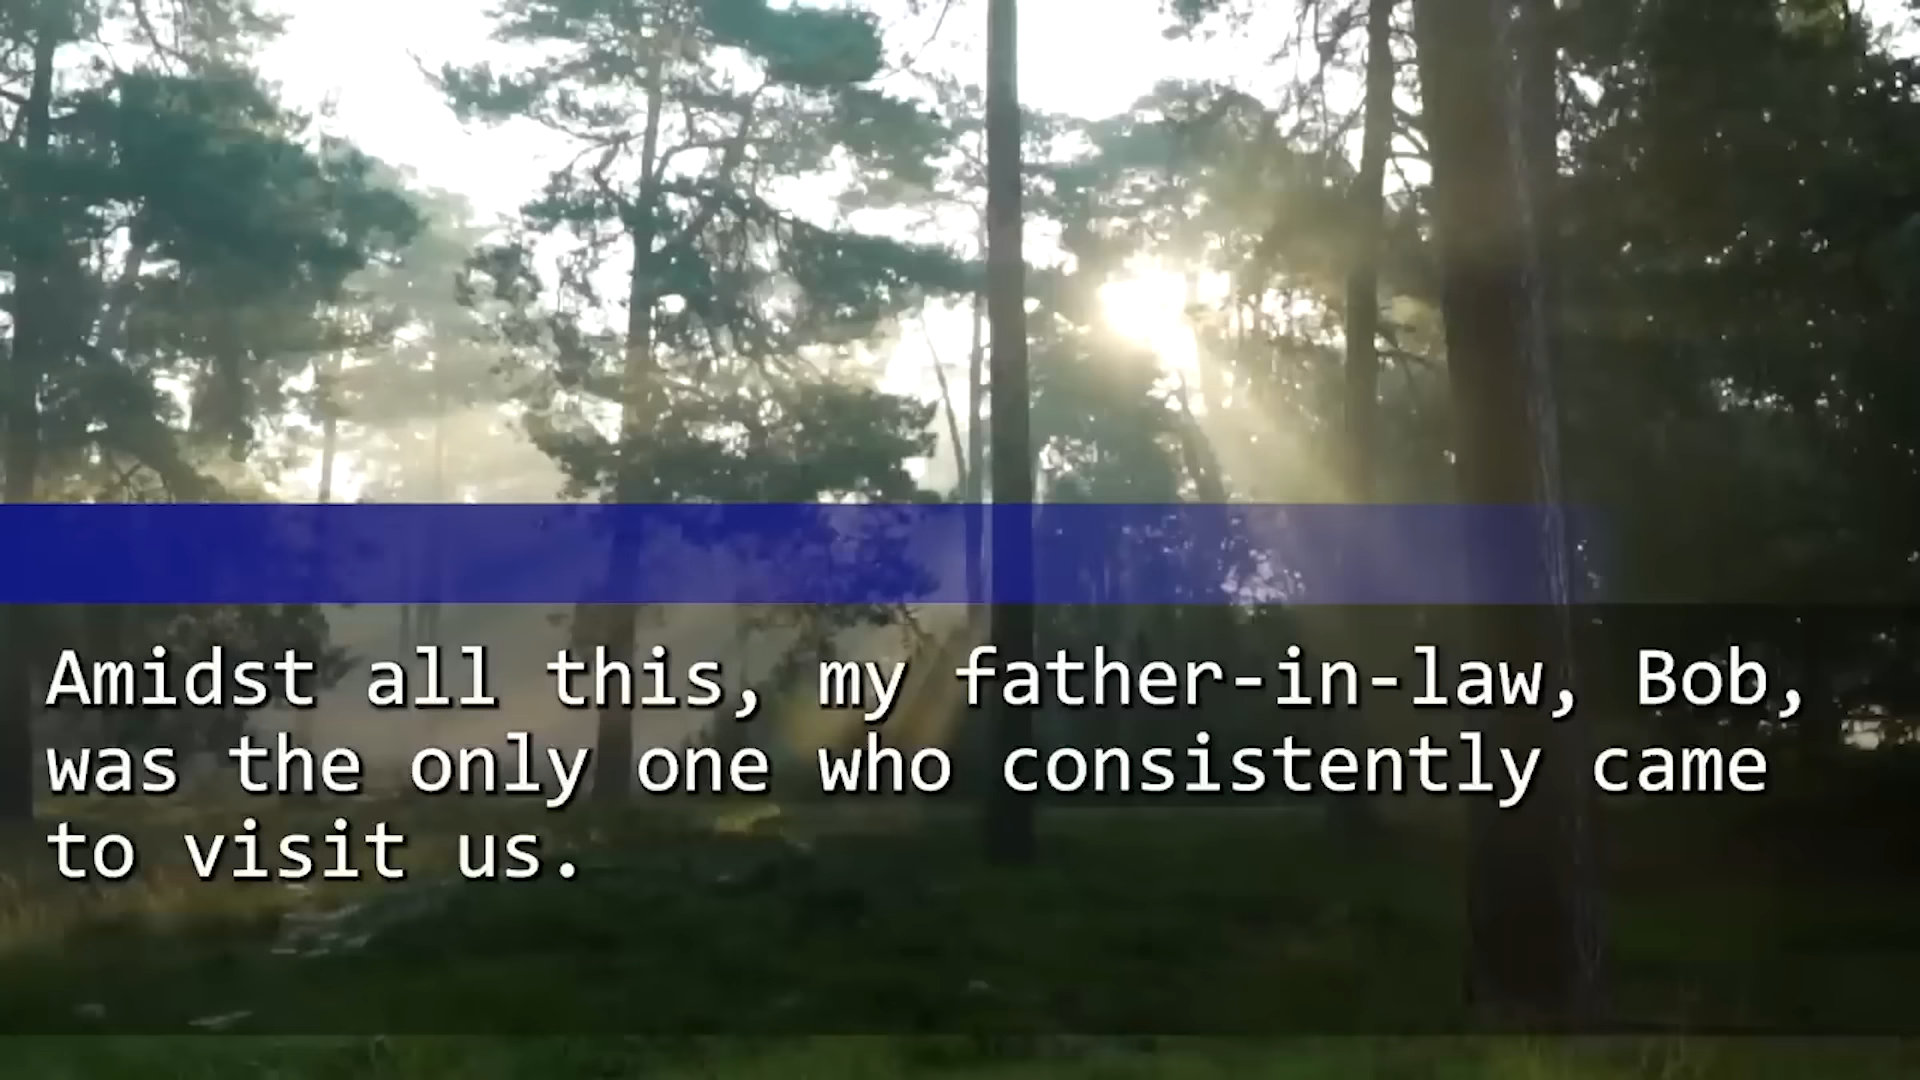 Amidst all this, my father-in-law, Bob,
was the only one who consistently came
to visit us.